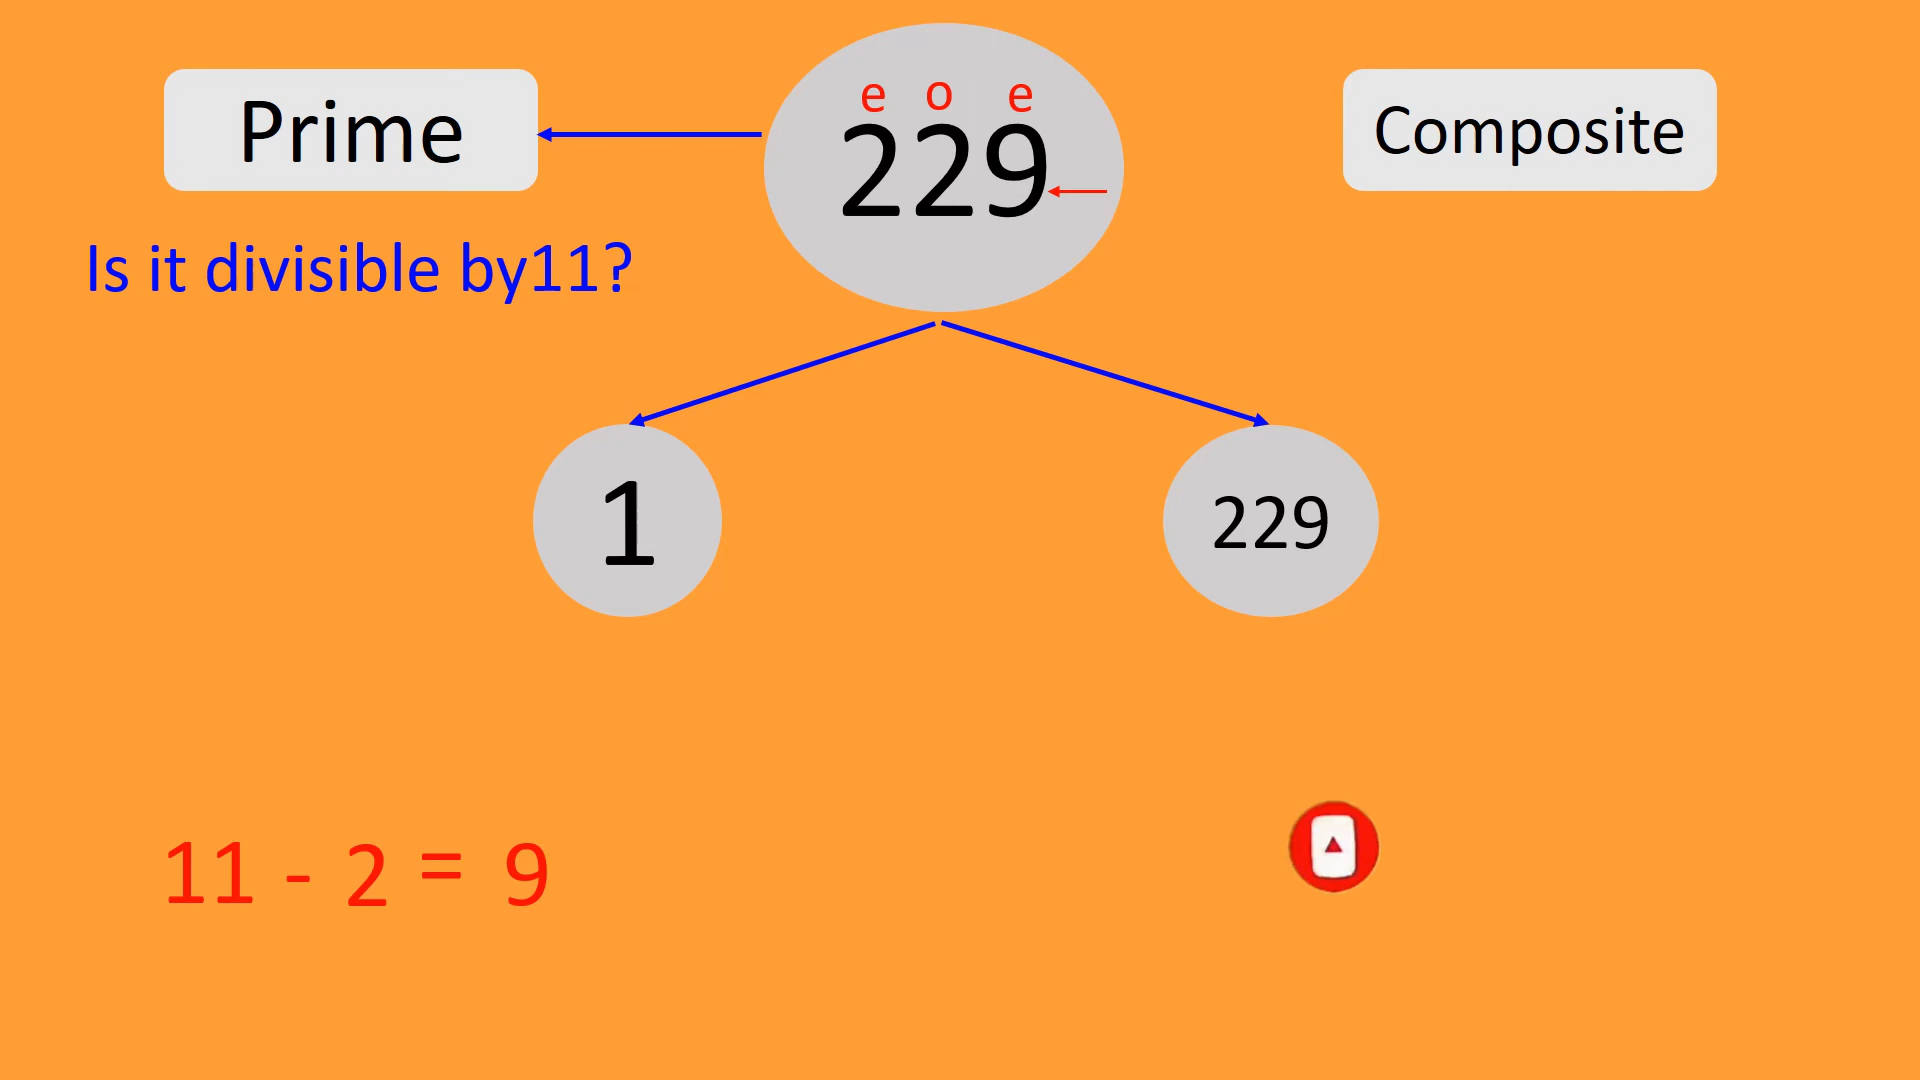 e o e
Prime
229
Composite
Is it divisible by11?
1
229
11 - 2 = 9